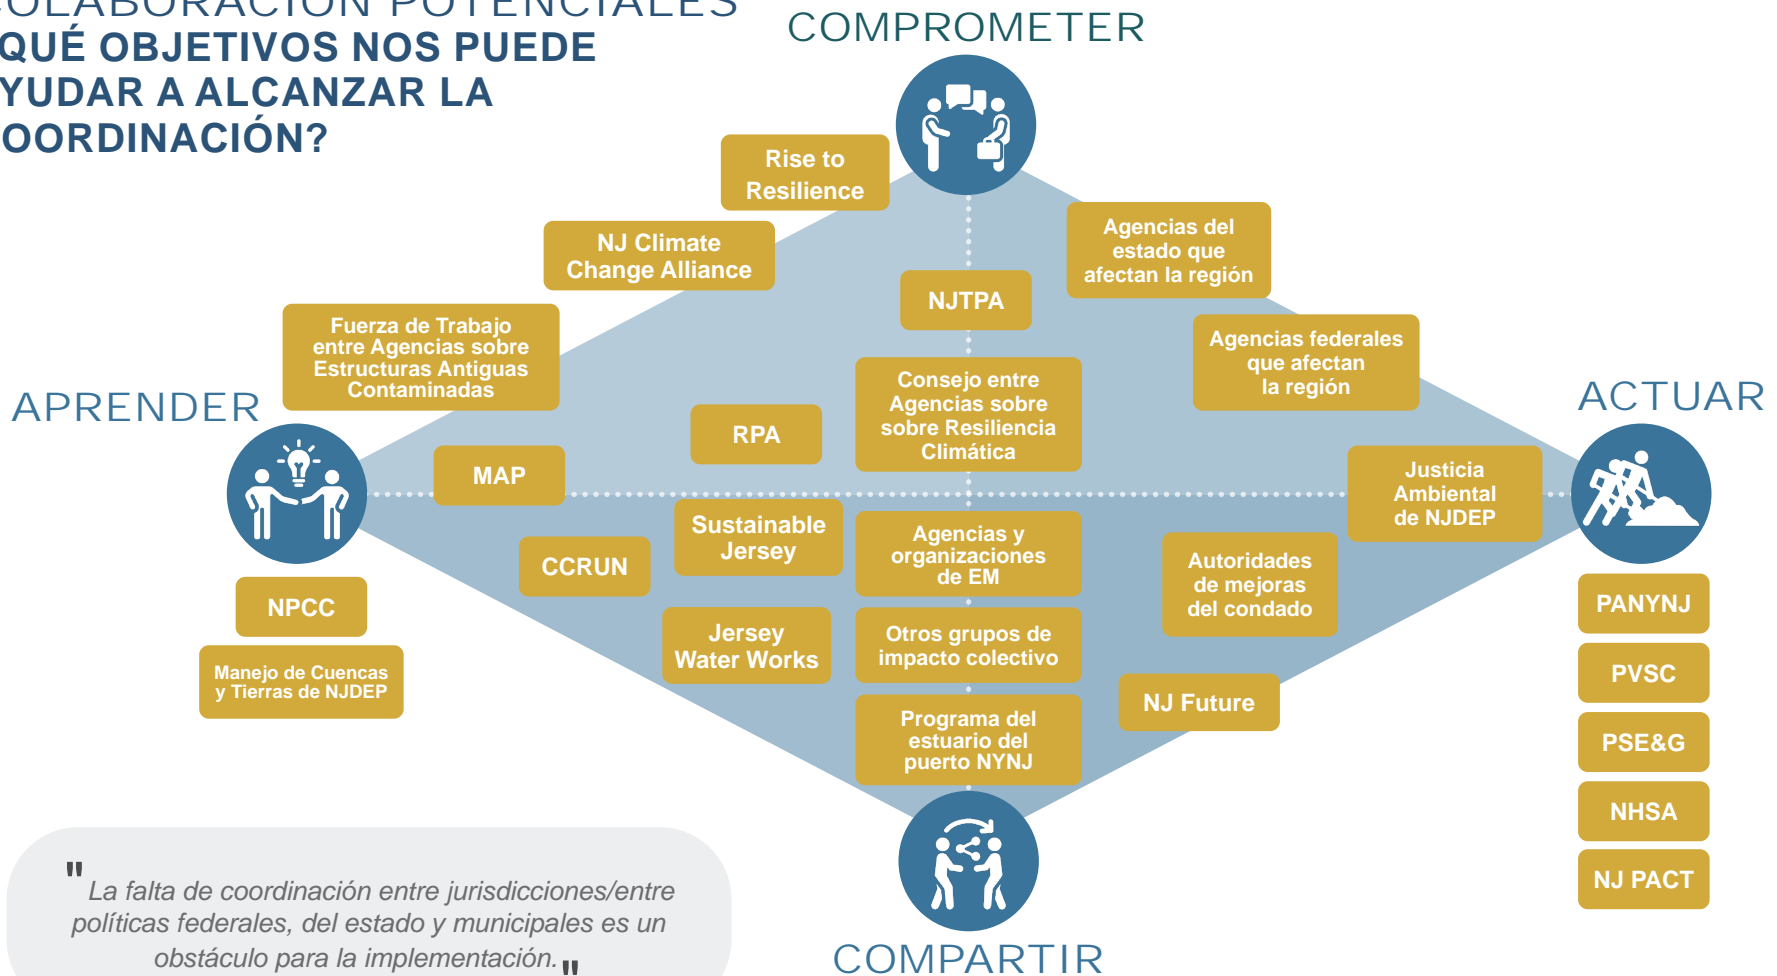 COLABORACIÓN POTENCIALES
QUÉ OBJETIVOS NOS PUEDE
YUDAR A ALCANZAR LA
OORDINACIÓN?
COMPROMETER
Rise to
Resilience
NJ Climate
Change Alliance
Agencias del
estado que
afectan la región
NJTPA
Fuerza de Trabajo
entre Agencias sobre
Estructuras Antiguas
Contaminadas
Agencias federales
que afectan
la región
Consejo entre
Agencias sobre
sobre Resiliencia
Climática
APRENDER
ACTUAR
RPA
MAP
Justicia
Ambiental
de NJDEP
Sustainable
Jersey
Agencias y
organizaciones
de EM
CCRUN
Autoridades
de mejoras
del condado
NPCC
PANYNJ
Jersey
Water Works
Otros grupos de
impacto colectivo
Manejo de Cuencas
y Tierras de NJDEP
PVSC
NJ Future
Programa del
estuario del
puerto NYNJ
PSE&G
NHSA
NJ PACT
"La falta de coordinación entre jurisdicciones/entre
políticas federales, del estado y municipales es un
obstáculo para la implementación."
COMPARTIR